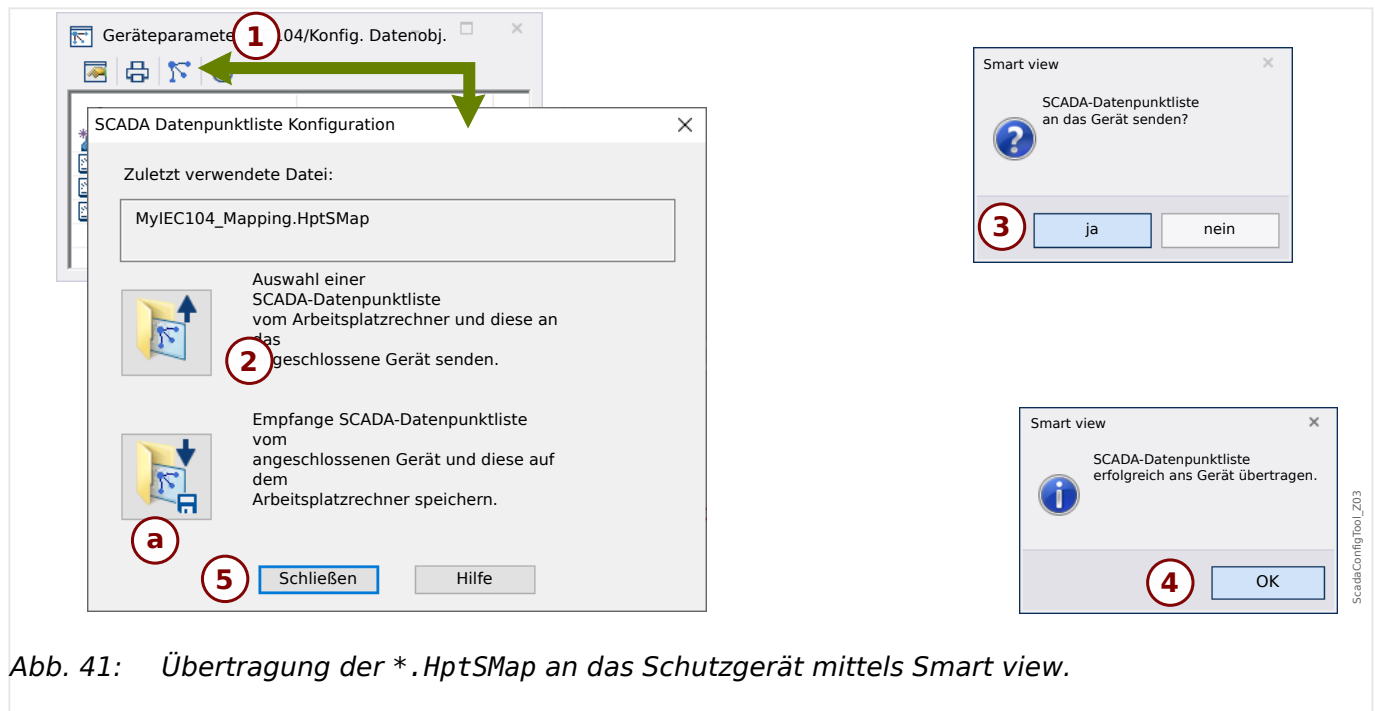 Geräteparamete
1
04/Konfig. Datenobj.
SCADA Datenpunktliste Konfiguration
Zuletzt verwendete Datei:
MyIEC104_Mapping.HptSMap
Auswahl einer
SCADA-Datenpunktliste
vom Arbeitsplatzrechner und diese an
das
2
geschlossene Gerät senden.
Empfange SCADA-Datenpunktliste
vom
angeschlossenen Gerät und diese auf
dem
Arbeitsplatzrechner speichern.
a
5
Schließen
Hilfe
Smart view
SCADA-Datenpunktliste
an das Gerät senden?
3
ja
nein
Smart view
SCADA-Datenpunktliste
erfolgreich ans Gerät übertragen.
4
OK
ScadaConfigTool_Z03
Abb. 41: Übertragung der *.HptSMap an das Schutzgerät mittels Smart view.